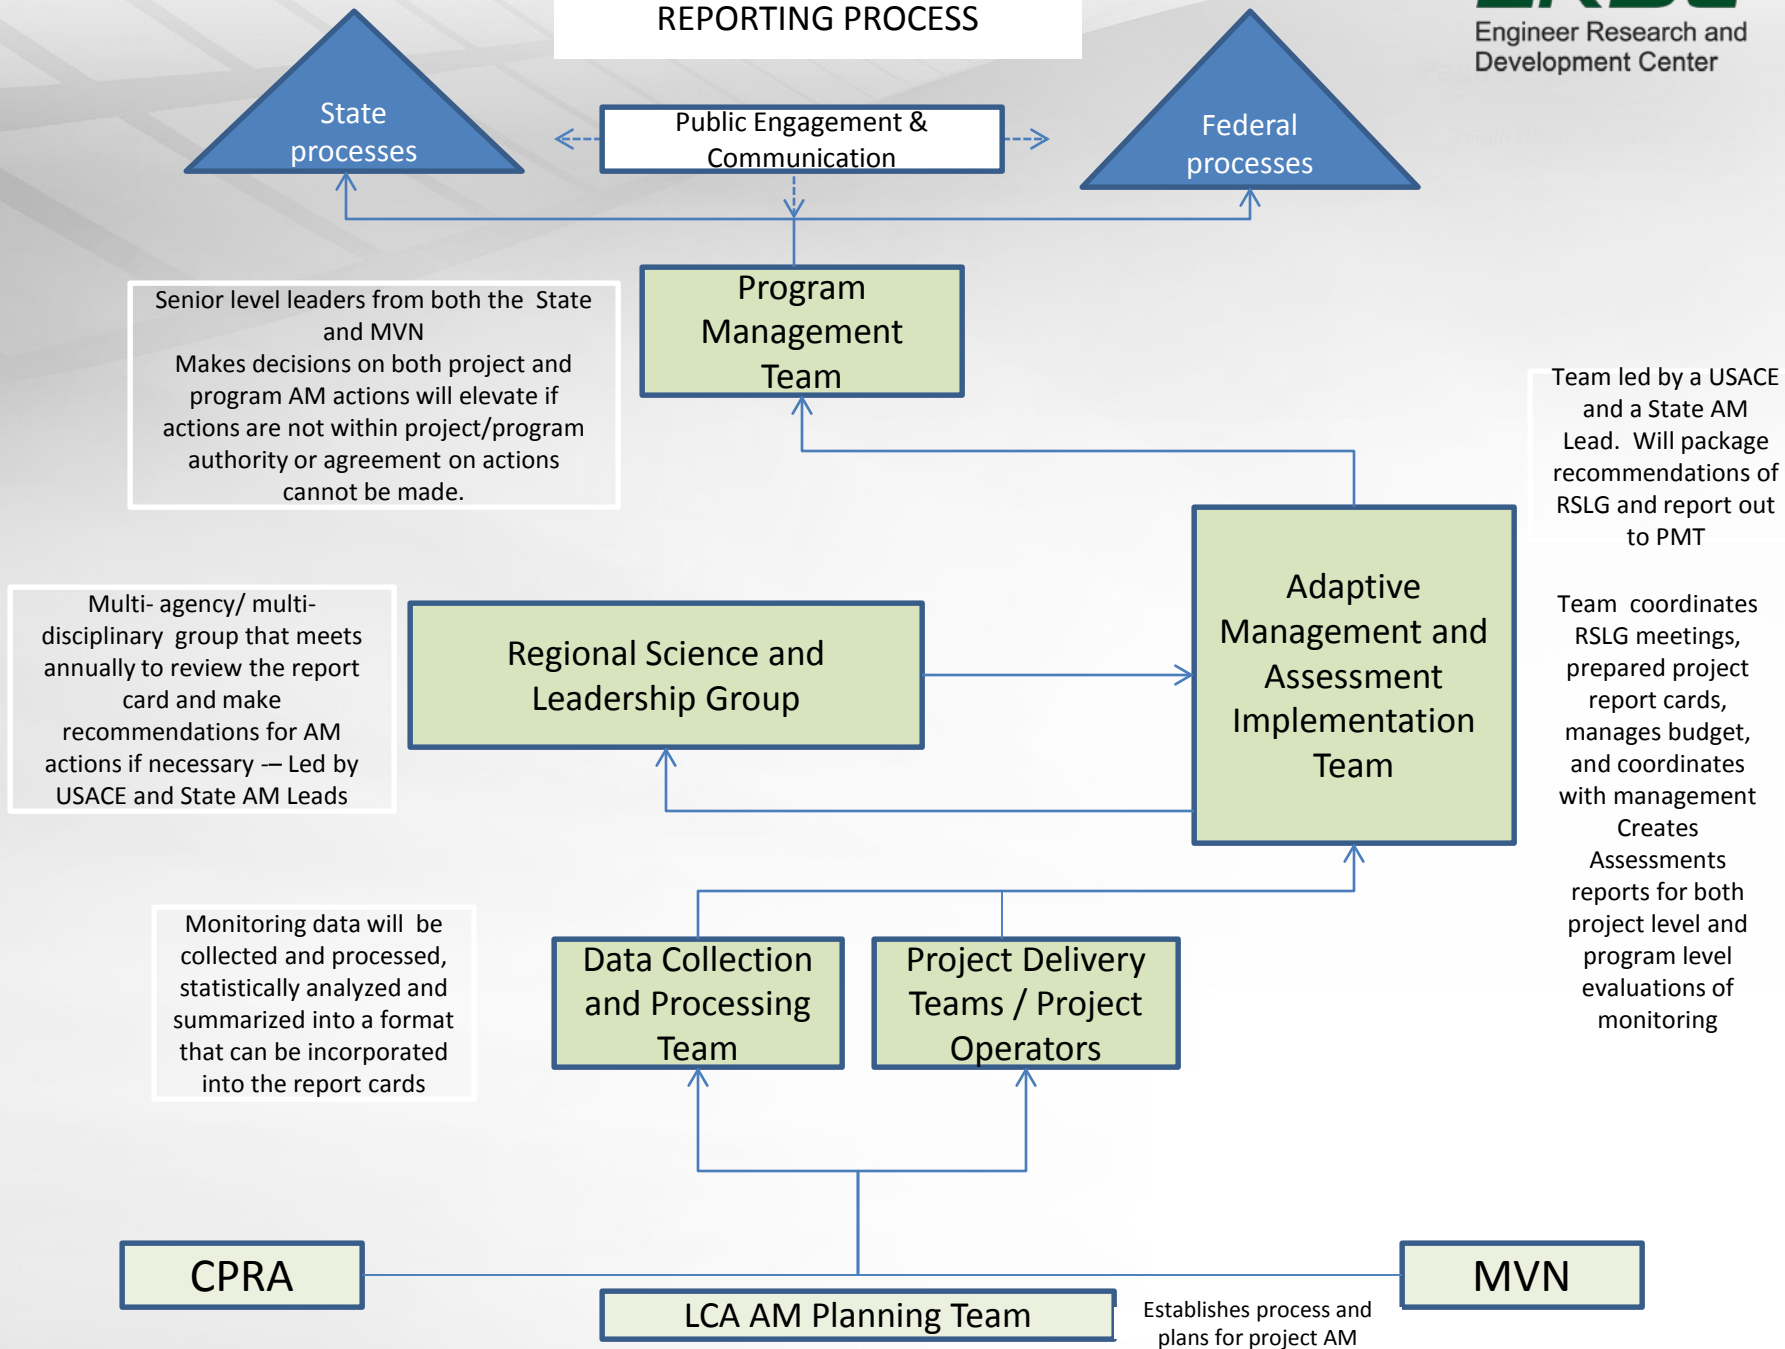 REPORTING PROCESS
Engineer Research and
Development Center
State
processes
Public Engagement &
Communication
Federal
processes
Program
Management
Team
Senior level leaders from both the State
and MVN
Makes decisions on both project and
program AM actions will elevate if
actions are not within project/program
authority or agreement on actions
cannot be made.
Team led by a USACE
and a State AM
Lead. Will package
recommendations of
RSLG and report out
to PMT
Team coordinates
RSLG meetings,
prepared project
report cards,
manages budget,
and coordinates
with management
Creates
Assessments
reports for both
project level and
program level
evaluations of
monitoring
Adaptive
Management and
Assessment
Implementation
Team
Multi- agency/ multi-
disciplinary group that meets
annually to review the report
card and make
recommendations for AM
actions if necessary -– Led by
USACE and State AM Leads
Regional Science and
Leadership Group
Monitoring data will be
collected and processed,
statistically analyzed and
summarized into a format
that can be incorporated
into the report cards
Data Collection
and Processing
Team
Project Delivery
Teams / Project
Operators
CPRA
MVN
LCA AM Planning Team
Establishes process and
plans for project AM